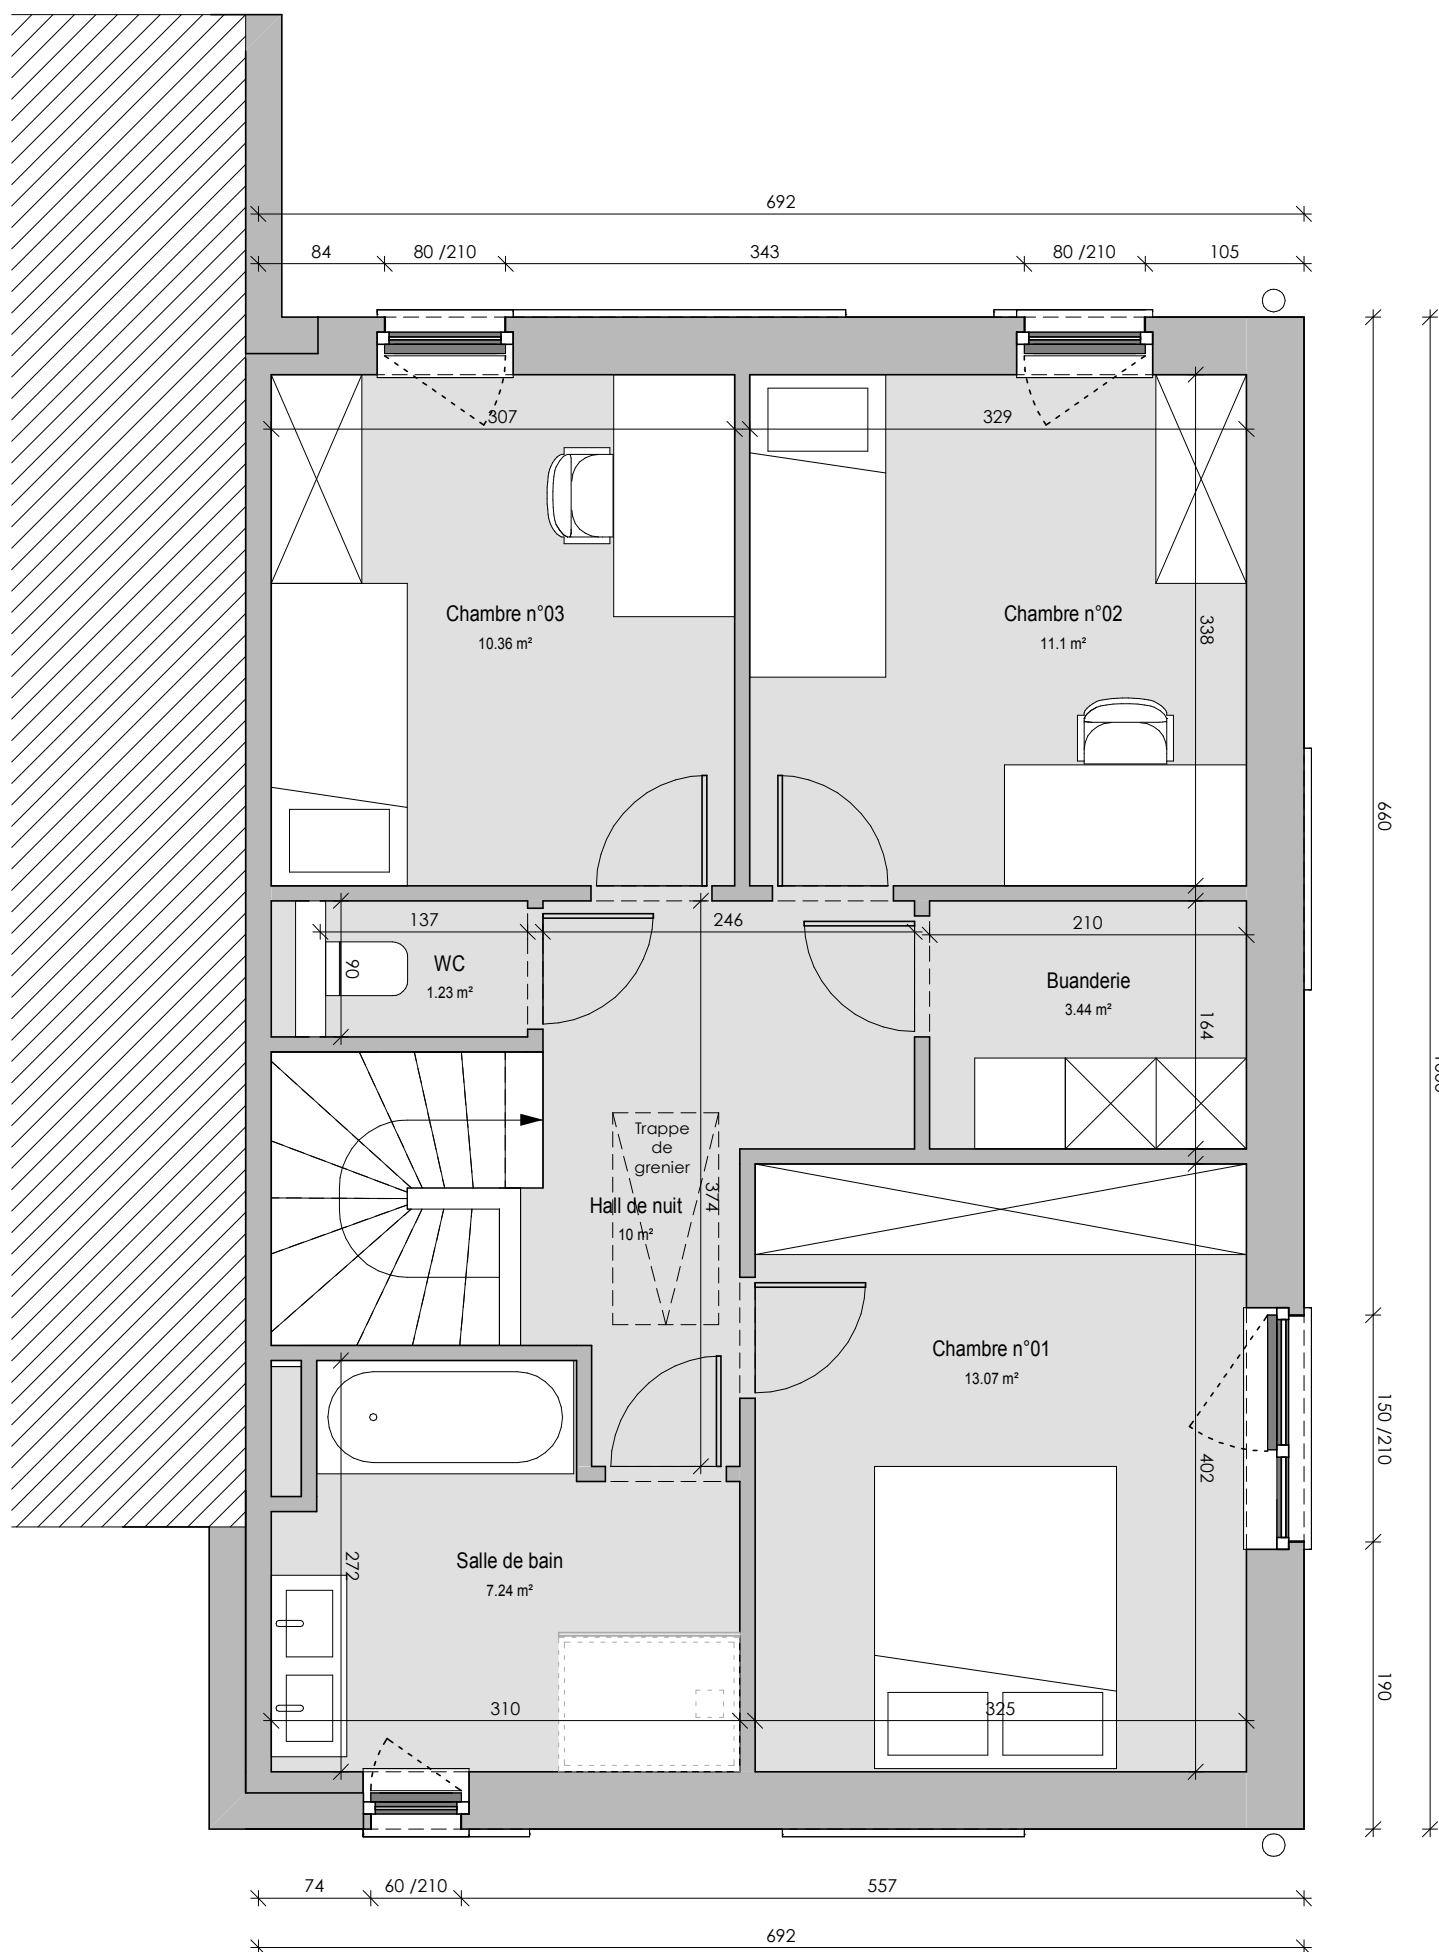 692
84
80 /210
343
80 /210
105
307
329
Chambre n°03
10.36 m²
Chambre n°02
11.1 m²
338
660
137
246
210
90
WC
1.23 m²
Buanderie
3.44 m²
164
Trappe
de
grenier
374
Hall de nuit
10 m²
Chambre n°01
13.07 m²
150 /210
402
272
Salle de bain
7.24 m²
190
310
325
74
60 /210
557
692